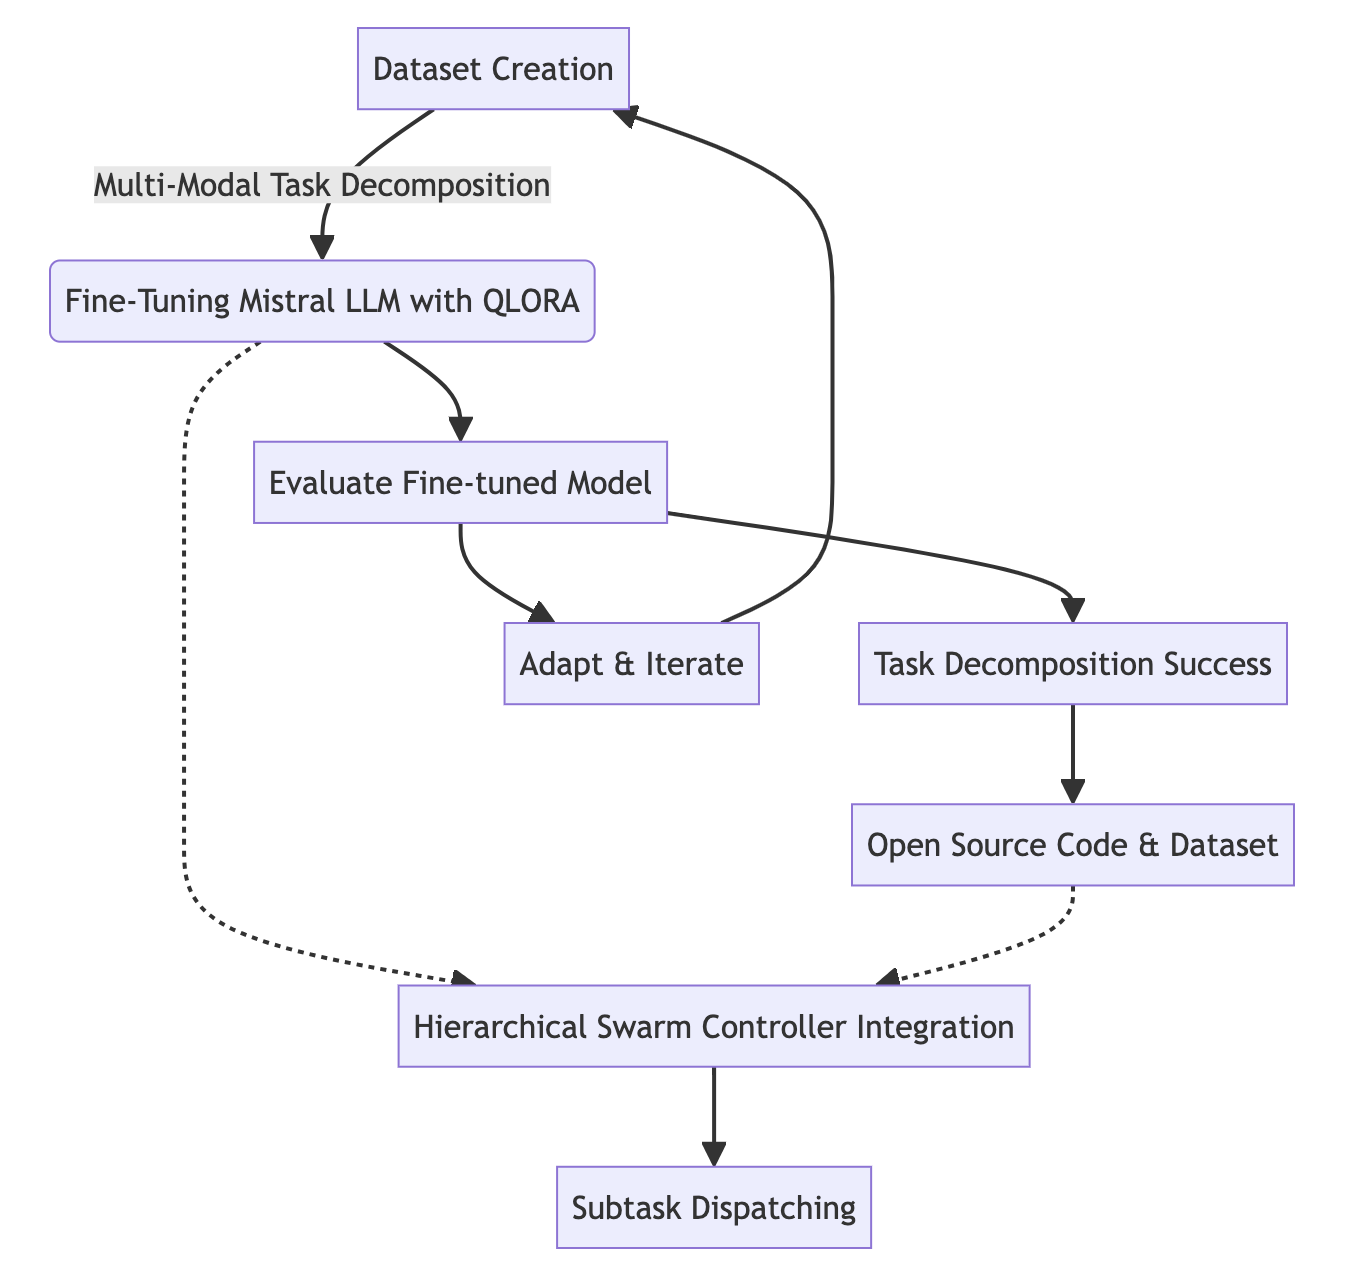 Dataset Creation
Multi-Modal Task Decomposition
Fine-Tuning Mistral LLM with QLORA
Evaluate Fine-tuned Model
Adapt & Iterate
Task Decomposition Success
Open Source Code & Dataset
Hierarchical Swarm Controller Integration
Subtask Dispatching